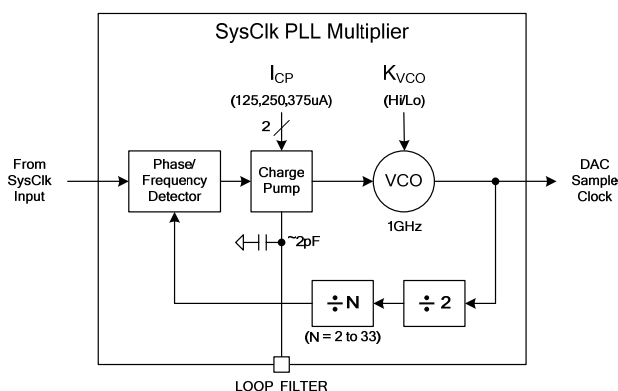 SysClk PLL Multiplier
I_CP
(125,250,375uA)
2
K_VCO
(Hi/Lo)
From
SysClk
Input
Phase/
Frequency
Detector
Charge
Pump
VCO
1GHz
DAC
Sample
Clock
~2pF
÷N
(N = 2 to 33)
÷2
LOOP FILTER